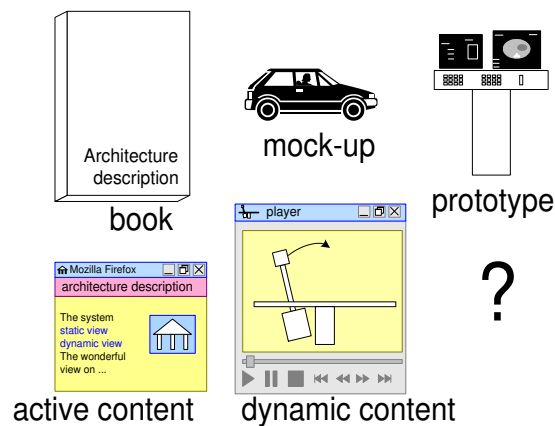 Architecture
description
book
mock-up
prototype
Mozilla Firefox
architecture description
The system
static view
dynamic view
The wonderful
view on ...
active content
player
dynamic content
?